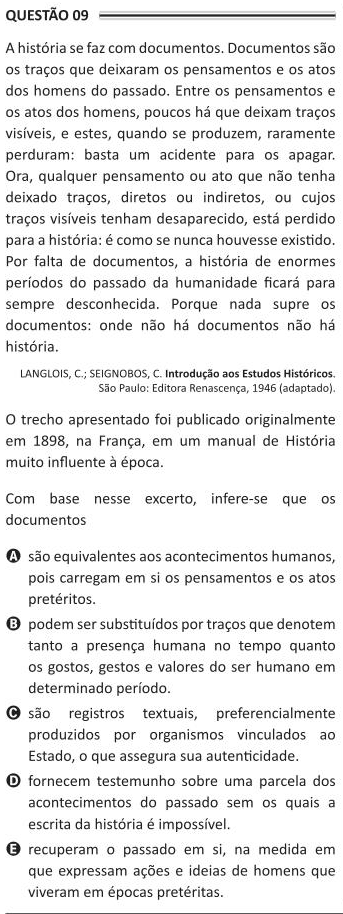 QUESTÃO 09
A história se faz com documentos. Documentos são
os traços que deixaram os pensamentos e os atos
dos homens do passado. Entre os pensamentos e
os atos dos homens, poucos há que deixam traços
visíveis, e estes, quando se produzem, raramente
perduram: basta um acidente para os apagar.
Ora, qualquer pensamento ou ato que não tenha
deixado traços, diretos ou indiretos, ou cujos
traços visíveis tenham desaparecido, está perdido
para a história: é como se nunca houvesse existido.
Por falta de documentos, a história de enormes
períodos do passado da humanidade ficará para
sempre desconhecida. Porque nada supre os
documentos: onde não há documentos não há
história.
LANGLOIS, C.; SEIGNOBOS, C. Introdução aos Estudos Históricos.
São Paulo: Editora Renascença, 1946 (adaptado).
O trecho apresentado foi publicado originalmente
em 1898, na França, em um manual de História
muito influente à época.
Com base nesse excerto, infere-se que os
documentos
A são equivalentes aos acontecimentos humanos,
pois carregam em si os pensamentos e os atos
pretéritos.
B podem ser substituídos por traços que denotem
tanto a presença humana no tempo quanto
os gostos, gestos e valores do ser humano em
determinado período.
C são registros textuais, preferencialmente
produzidos por organismos vinculados ao
Estado, o que assegura sua autenticidade.
D fornecem testemunho sobre uma parcela dos
acontecimentos do passado sem os quais a
escrita da história é impossível.
E recuperam o passado em si, na medida em
que expressam ações e ideias de homens que
viveram em épocas pretéritas.